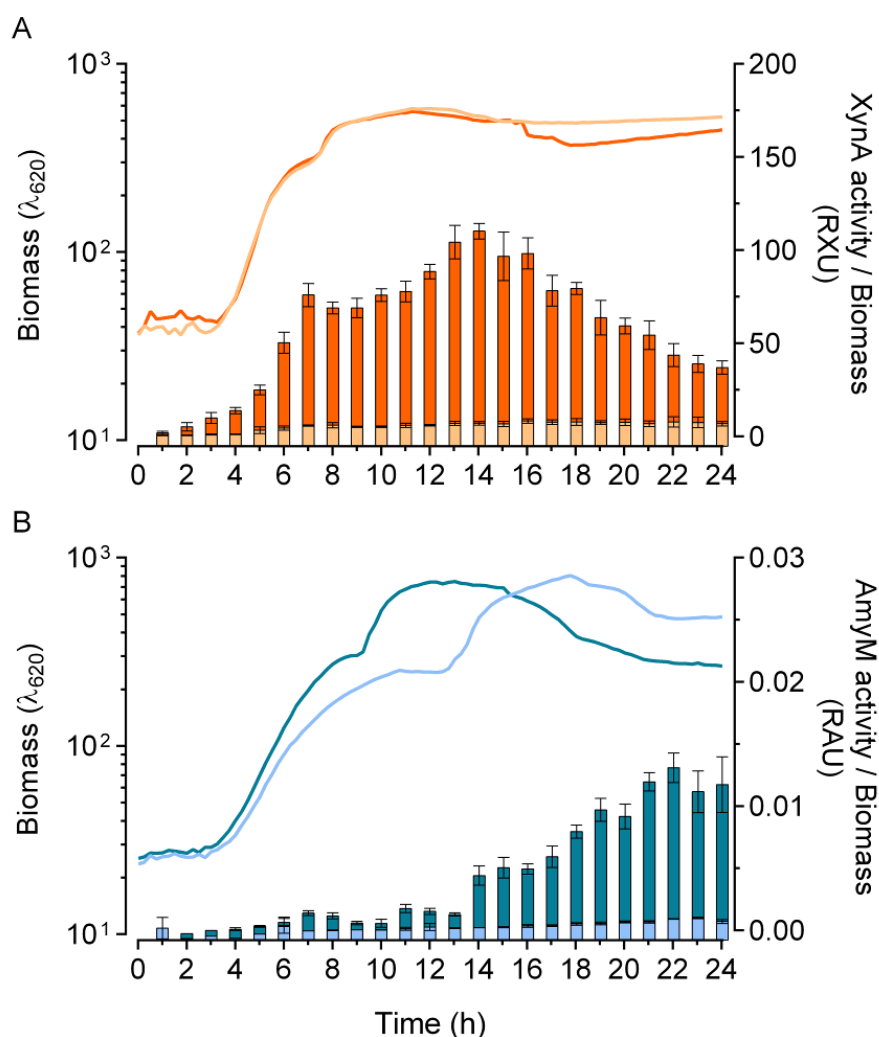 A
10³
10²
10¹
Biomass (λ₆₂₀)
200
150
100
50
0
XynA activity / Biomass
(RXU)
0 2 4 6 8 10 12 14 16 18 20 22 24
B
10³
10²
10¹
Biomass (λ₆₂₀)
0.03
0.02
0.01
0.00
AmyM activity / Biomass
(RAU)
0 2 4 6 8 10 12 14 16 18 20 22 24
Time (h)